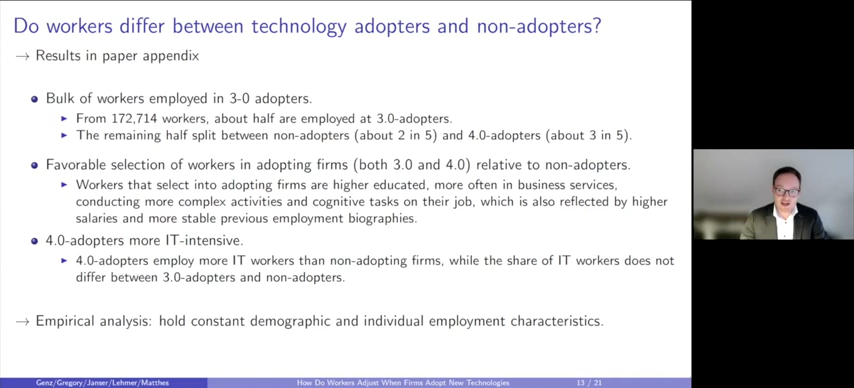 Do workers differ between technology adopters and non-adopters?
→ Results in paper appendix
Bulk of workers employed in 3-0 adopters.
From 172,714 workers, about half are employed at 3.0-adopters.
The remaining half split between non-adopters (about 2 in 5) and 4.0-adopters (about 3 in 5).
Favorable selection of workers in adopting firms (both 3.0 and 4.0) relative to non-adopters.
Workers that select into adopting firms are higher educated, more often in business services,
conducting more complex activities and cognitive tasks on their job, which is also reflected by higher
salaries and more stable previous employment biographies.
4.0-adopters more IT-intensive.
4.0-adopters employ more IT workers than non-adopting firms, while the share of IT workers does not
differ between 3.0-adopters and non-adopters.
→ Empirical analysis: hold constant demographic and individual employment characteristics.
Genz/Gregory/Janser/Lehmer/Matthes
How Do Workers Adjust When Firms Adopt New Technologies
13 / 21